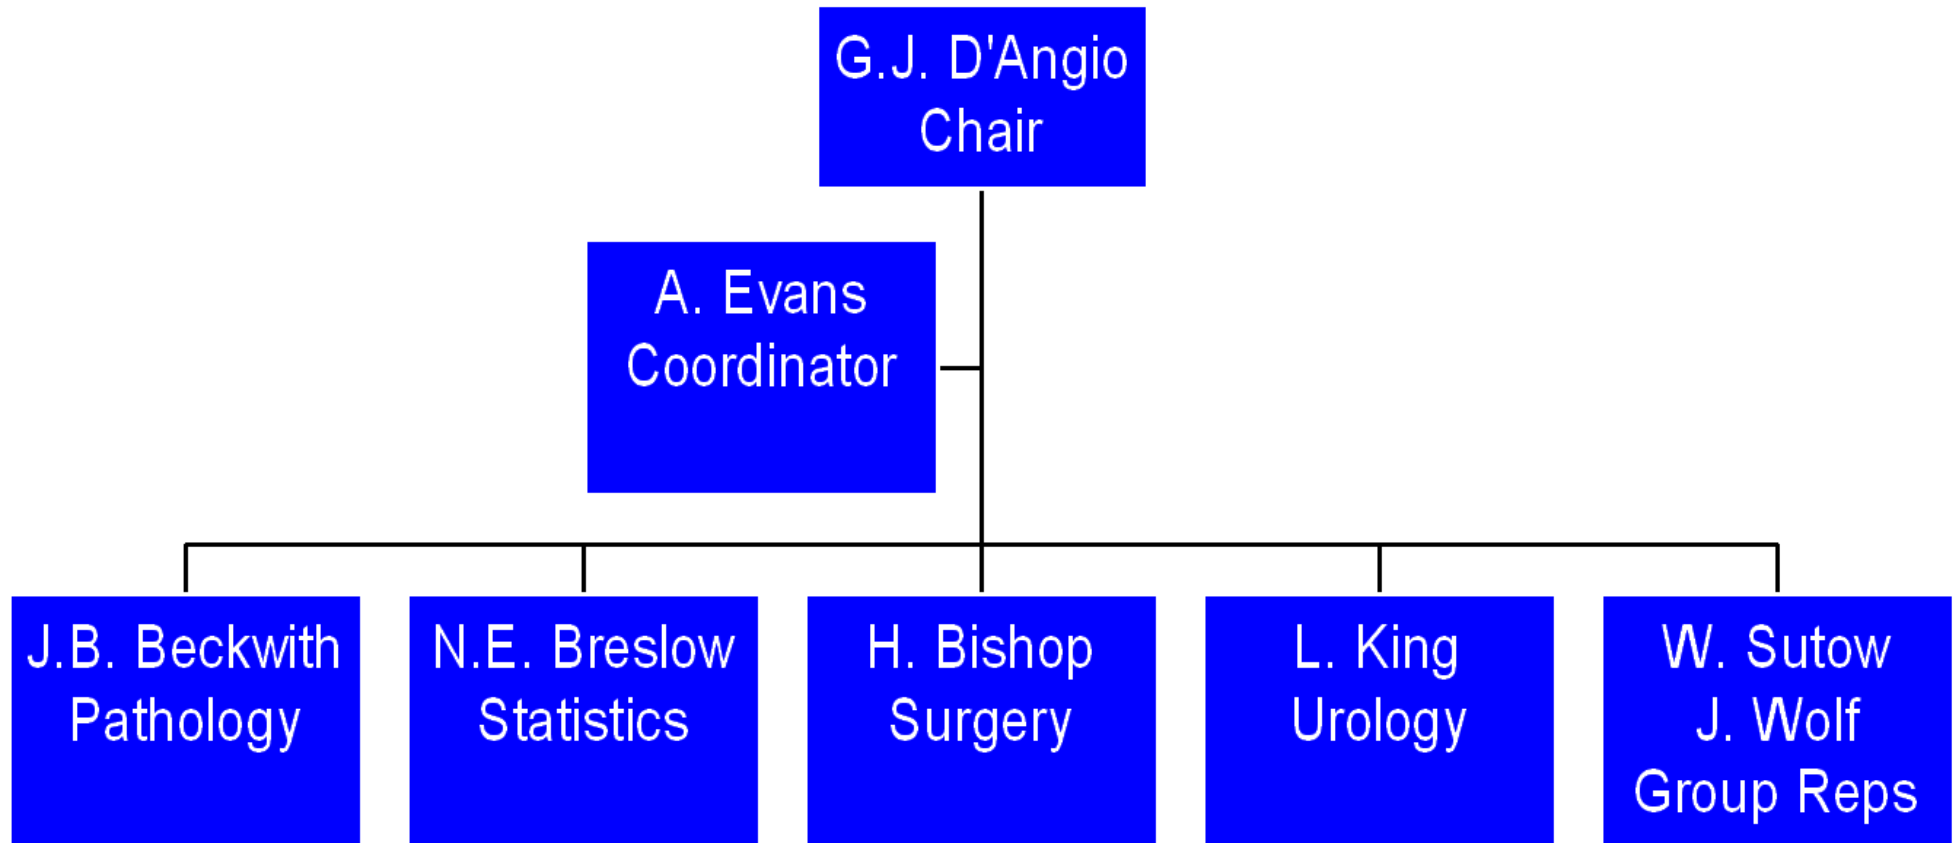 G.J. D'Angio
Chair
A. Evans
Coordinator
J.B. Beckwith
Pathology
N.E. Breslow
Statistics
H. Bishop
Surgery
L. King
Urology
W. Sutow
J. Wolf
Group Reps